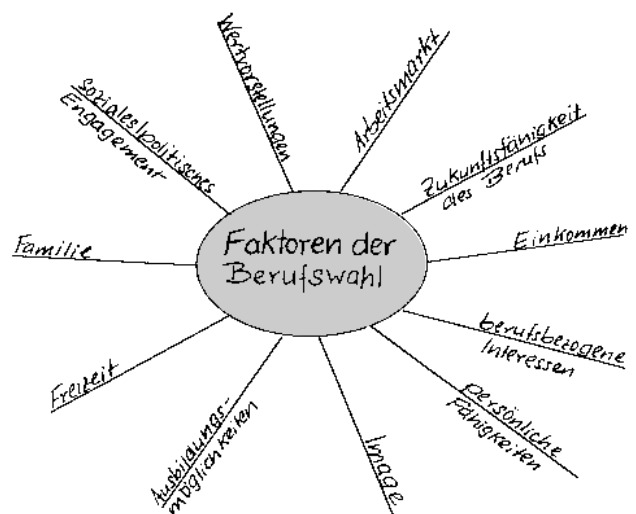 Faktoren der
Berufswahl
Wertvorstellungen
Arbeitsmarkt
Zukunftsfähigkeit
des Berufs
Einkommen
berufsbezogene
Interessen
persönliche
Fähigkeiten
Image
Ausbildungs-
möglichkeiten
Freizeit
Familie
soziales/politisches
Engagement